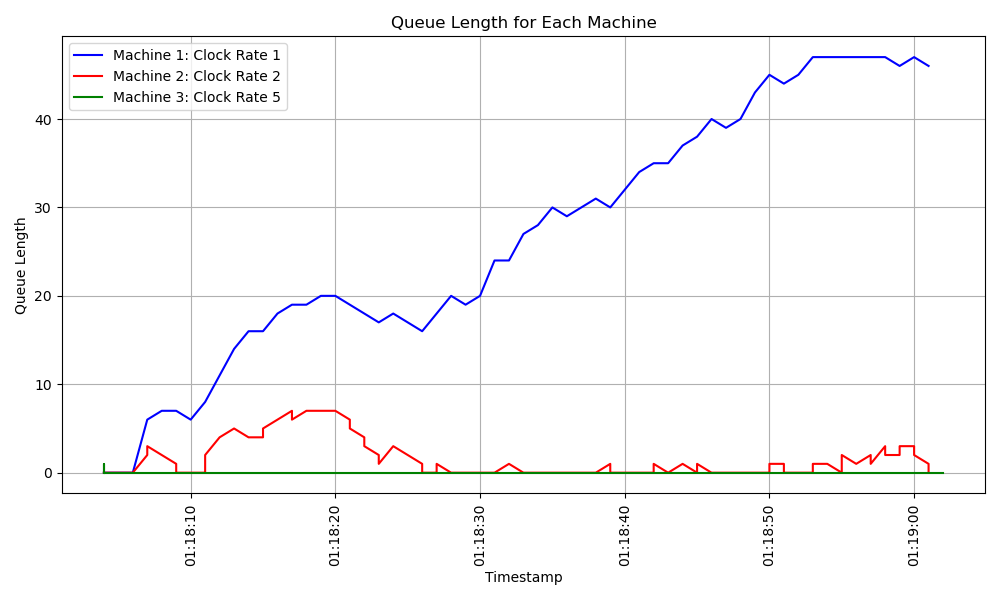 Queue Length for Each Machine
Machine 1: Clock Rate 1
Machine 2: Clock Rate 2
Machine 3: Clock Rate 5
Queue Length
40
30
20
10
0
01:18:10
01:18:20
01:18:30
01:18:40
01:18:50
01:19:00
Timestamp